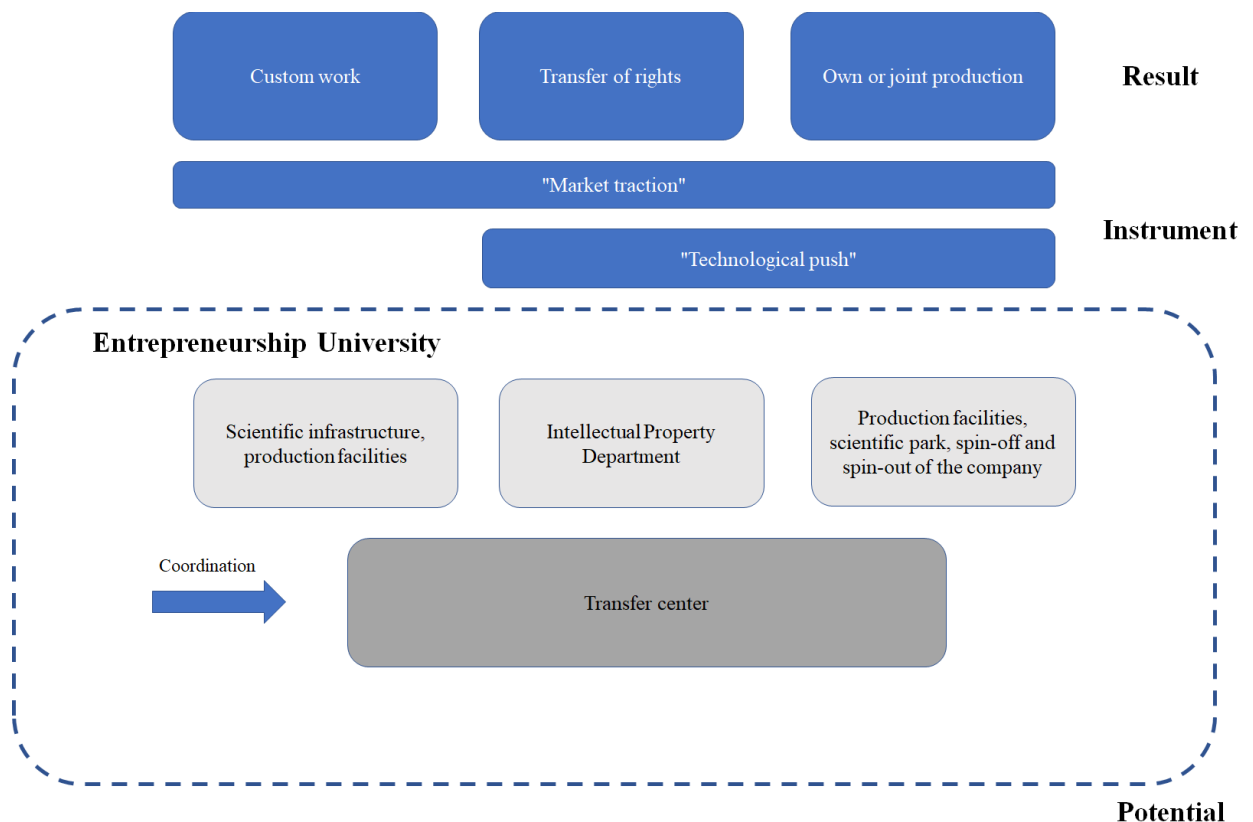 Custom work
Transfer of rights
Own or joint production
Result
"Market traction"
Instrument
"Technological push"
Entrepreneurship University
Scientific infrastructure,
production facilities
Intellectual Property
Department
Production facilities,
scientific park, spin-off and
spin-out of the company
Coordination
Transfer center
Potential